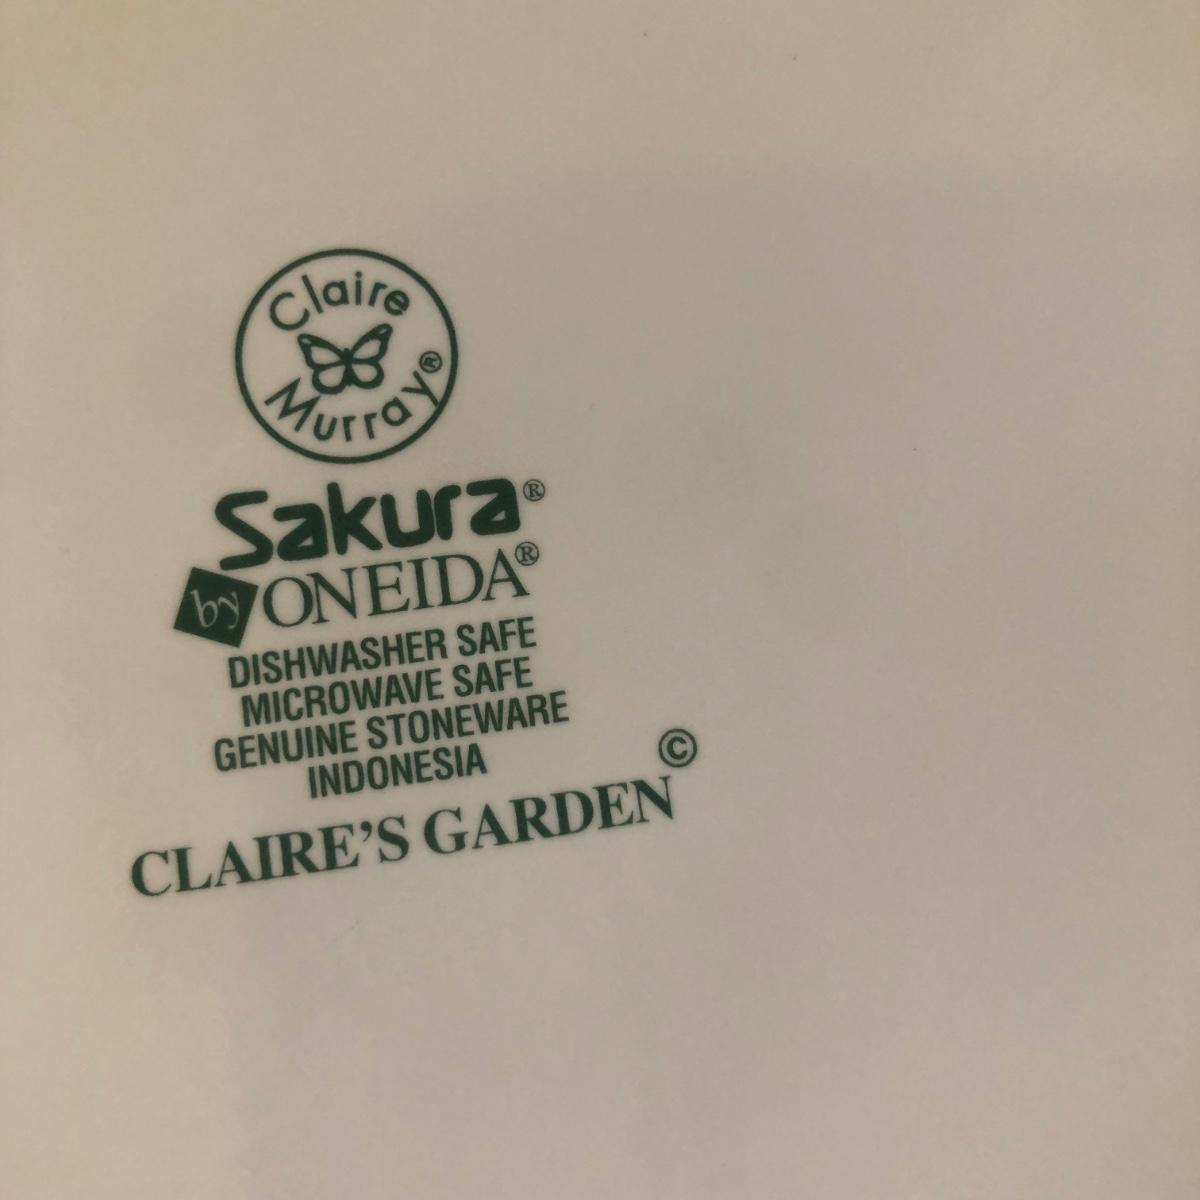 Claire
Murray®
Sakura®
by ONEIDA®
DISHWASHER SAFE
MICROWAVE SAFE
GENUINE STONEWARE
INDONESIA
CLAIRE'S GARDEN©